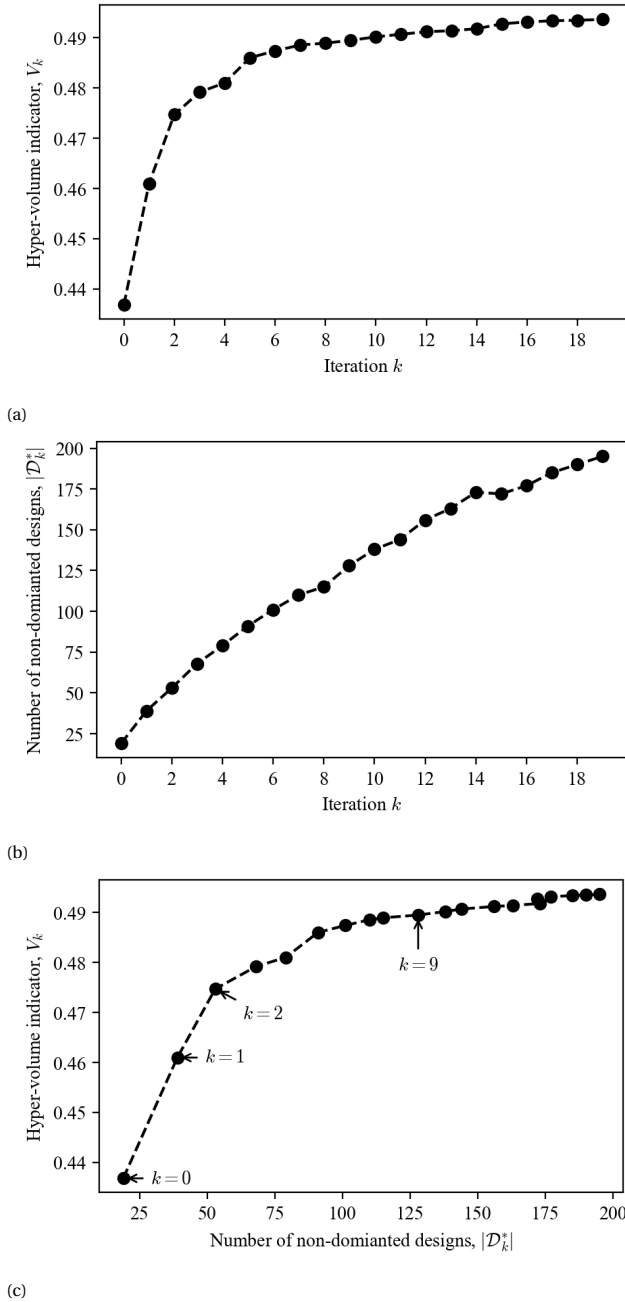 0.49
0.48
0.47
0.46
0.45
0.44
Hyper-volume indicator, V_k
0 2 4 6 8 10 12 14 16 18
Iteration k
(a)
200
175
150
125
100
75
50
25
Number of non-domianted designs, |𝒟*_k|
0 2 4 6 8 10 12 14 16 18
Iteration k
(b)
0.49
0.48
0.47
0.46
0.45
0.44
Hyper-volume indicator, V_k
k = 9
k = 2
k = 1
k = 0
25 50 75 100 125 150 175 200
Number of non-domianted designs, |𝒟*_k|
(c)